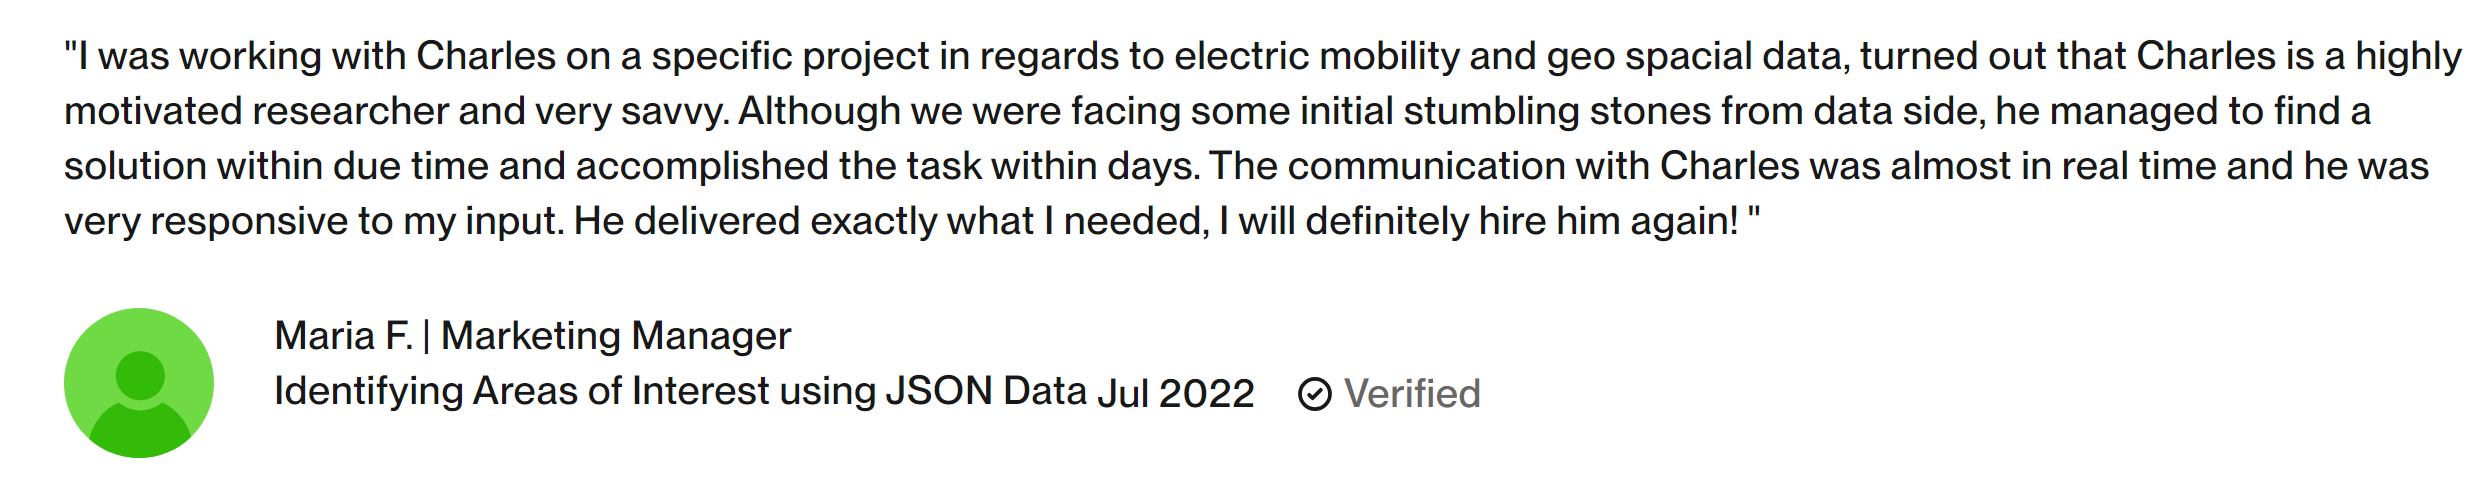 "I was working with Charles on a specific project in regards to electric mobility and geo spacial data, turned out that Charles is a highly
motivated researcher and very savvy. Although we were facing some initial stumbling stones from data side, he managed to find a
solution within due time and accomplished the task within days. The communication with Charles was almost in real time and he was
very responsive to my input. He delivered exactly what I needed, I will definitely hire him again! "
Maria F. | Marketing Manager
Identifying Areas of Interest using JSON Data Jul 2022 Verified